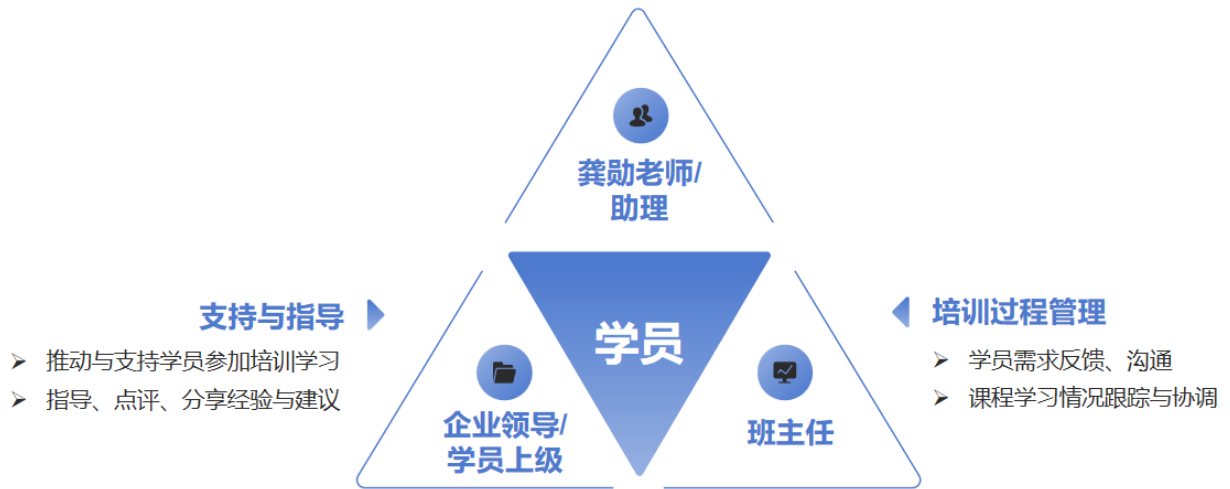 龚勋老师/
助理
支持与指导
➢ 推动与支持学员参加培训学习
➢ 指导、点评、分享经验与建议
学员
企业领导/
学员上级
班主任
培训过程管理
➢ 学员需求反馈、沟通
➢ 课程学习情况跟踪与协调